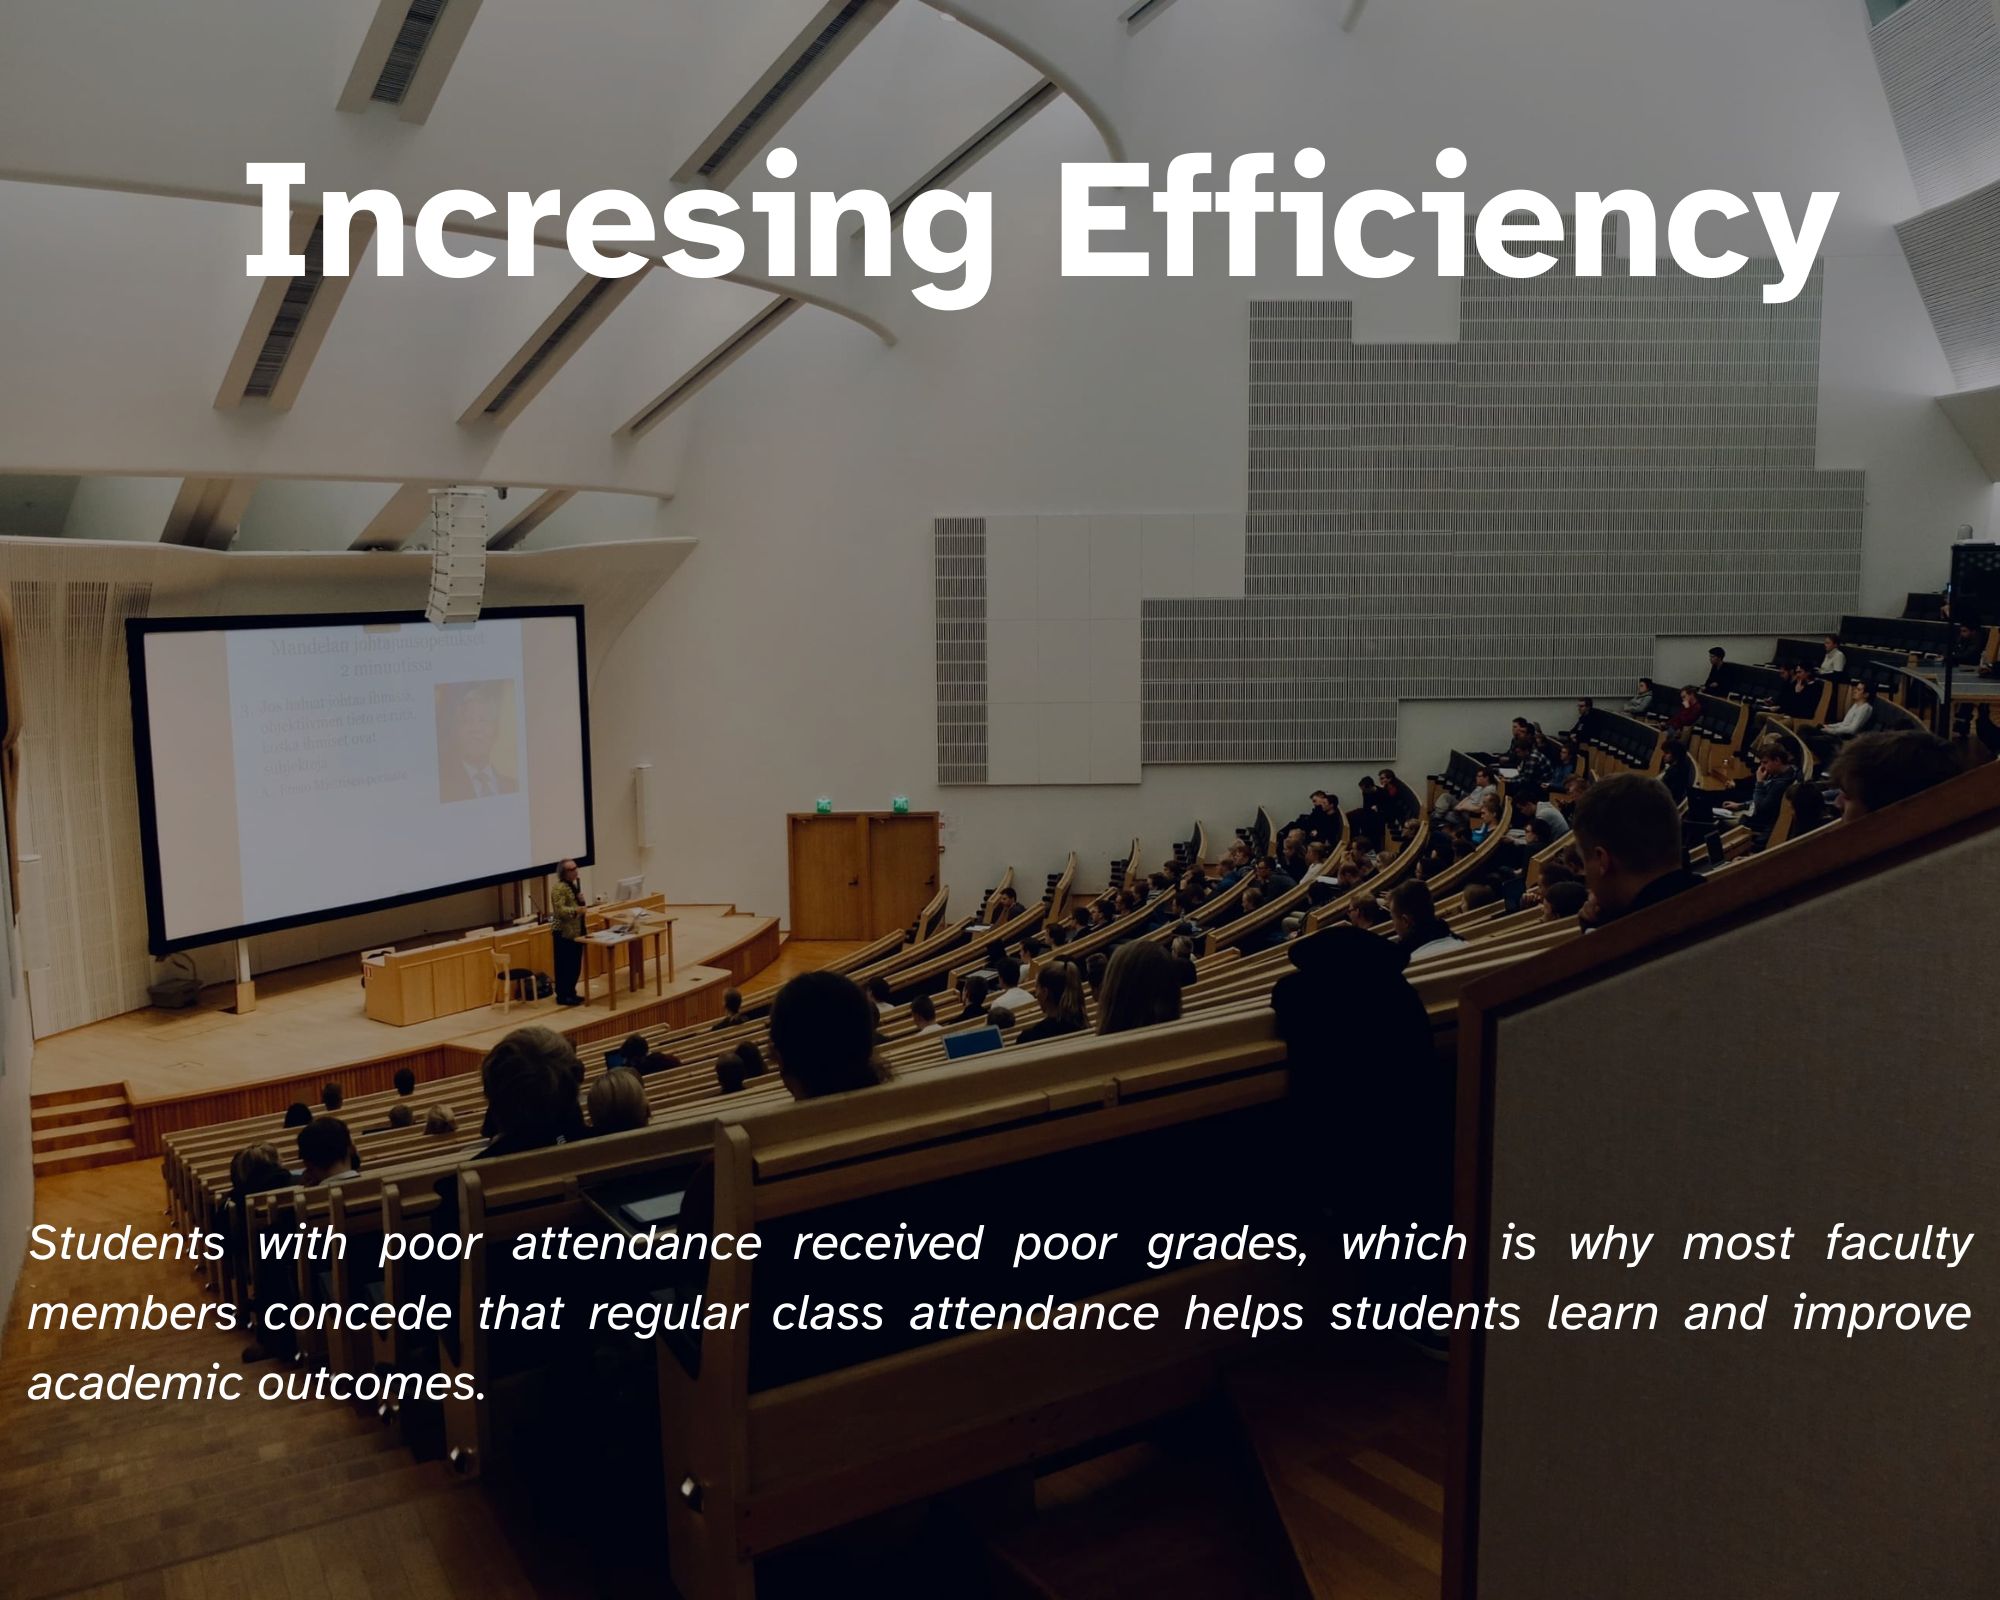 Incresing Efficiency
Mandelan johtajuusopetukset
2 minuutissa
3. Jos haluat johtaa ihmisiä,
objektiivinen tieto ei riitä,
koska ihmiset ovat
subjekteja
Students with poor attendance received poor grades, which is why most faculty
members concede that regular class attendance helps students learn and improve
academic outcomes.